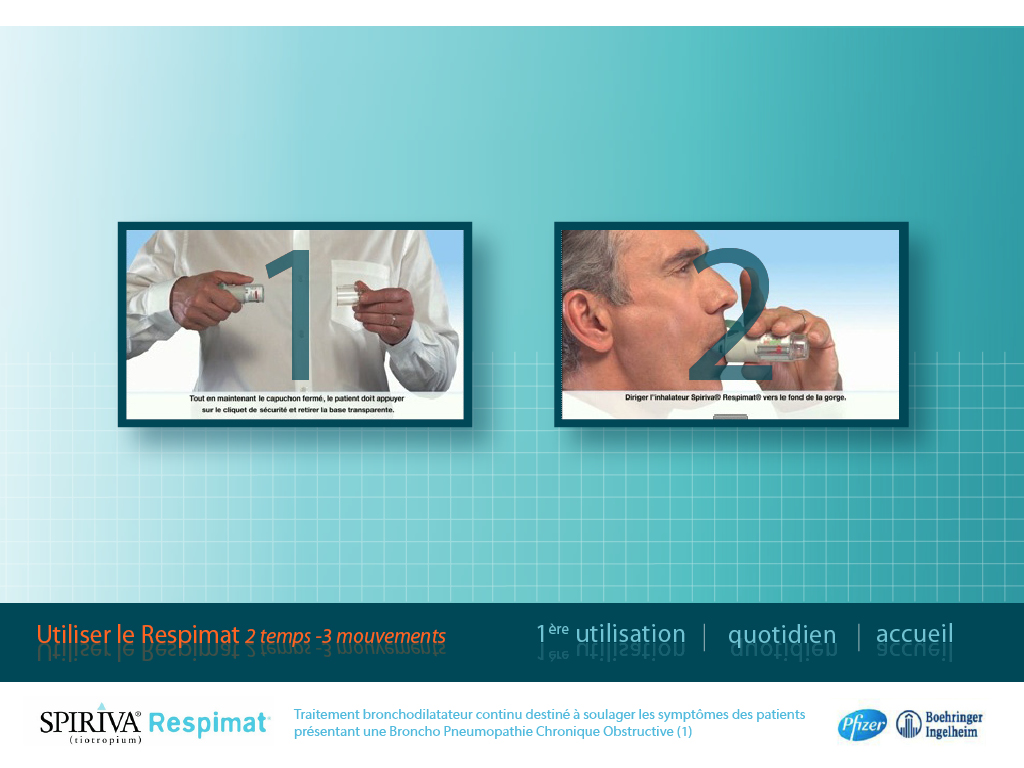 1
Tout en maintenant le capuchon fermé, le patient doit appuyer
sur le cliquet de sécurité et retirer la base transparente.
2
Diriger l'inhalateur Spiriva® Respimat® vers le fond de la gorge.
Utiliser le Respimat 2 temps -3 mouvements
1ère utilisation | quotidien | accueil
SPIRIVA® Respimat®
(tiotropium)
Traitement bronchodilatateur continu destiné à soulager les symptômes des patients
présentant une Broncho Pneumopathie Chronique Obstructive (1)
Pfizer
Boehringer
Ingelheim